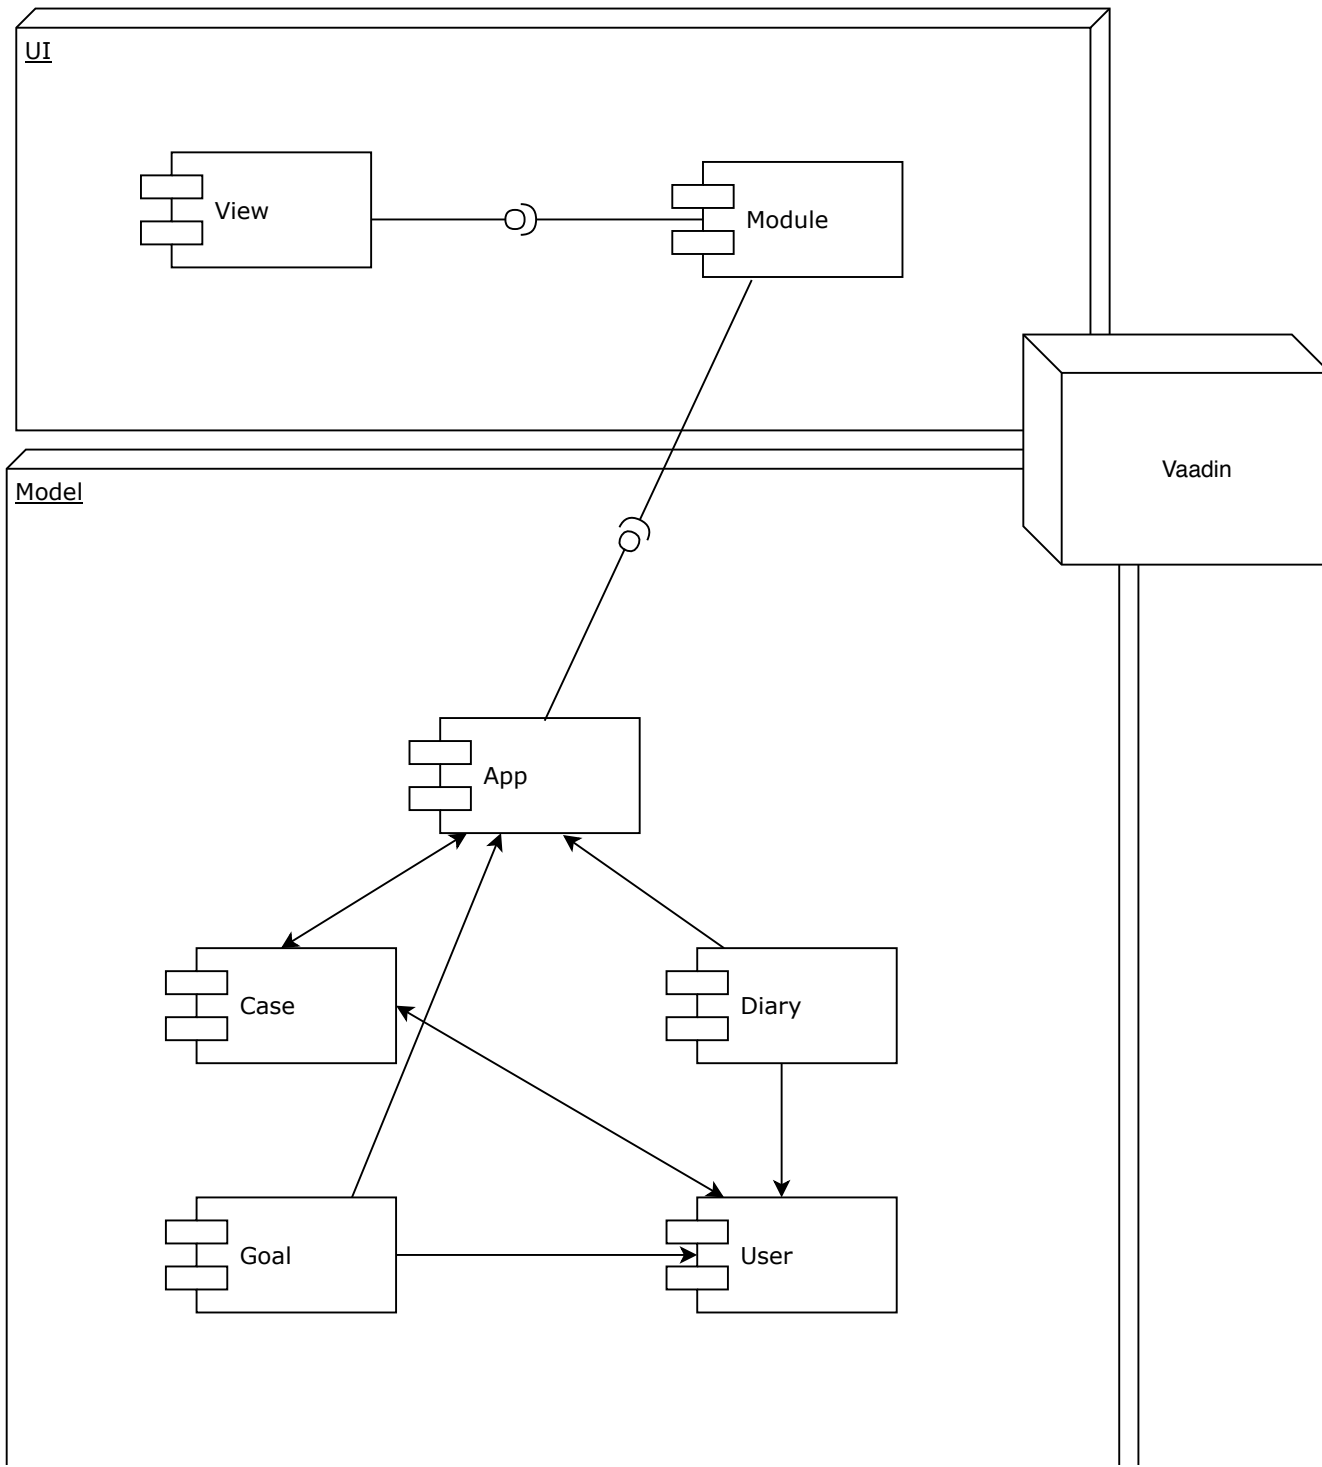 UI
View
Module
Vaadin
Model
App
Case
Diary
Goal
User